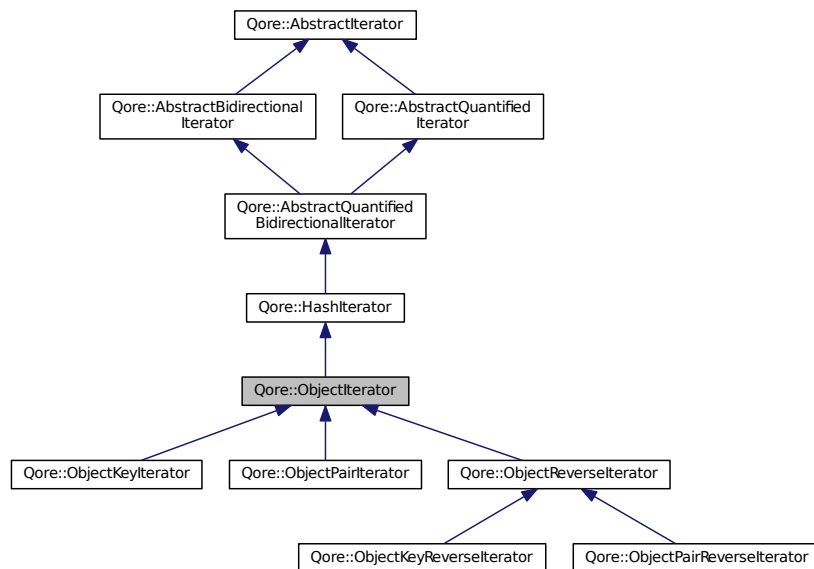 Qore::AbstractIterator
Qore::AbstractBidirectional
Iterator
Qore::AbstractQuantified
Iterator
Qore::AbstractQuantified
BidirectionalIterator
Qore::HashIterator
Qore::ObjectIterator
Qore::ObjectKeyIterator
Qore::ObjectPairIterator
Qore::ObjectReverseIterator
Qore::ObjectKeyReverseIterator
Qore::ObjectPairReverseIterator